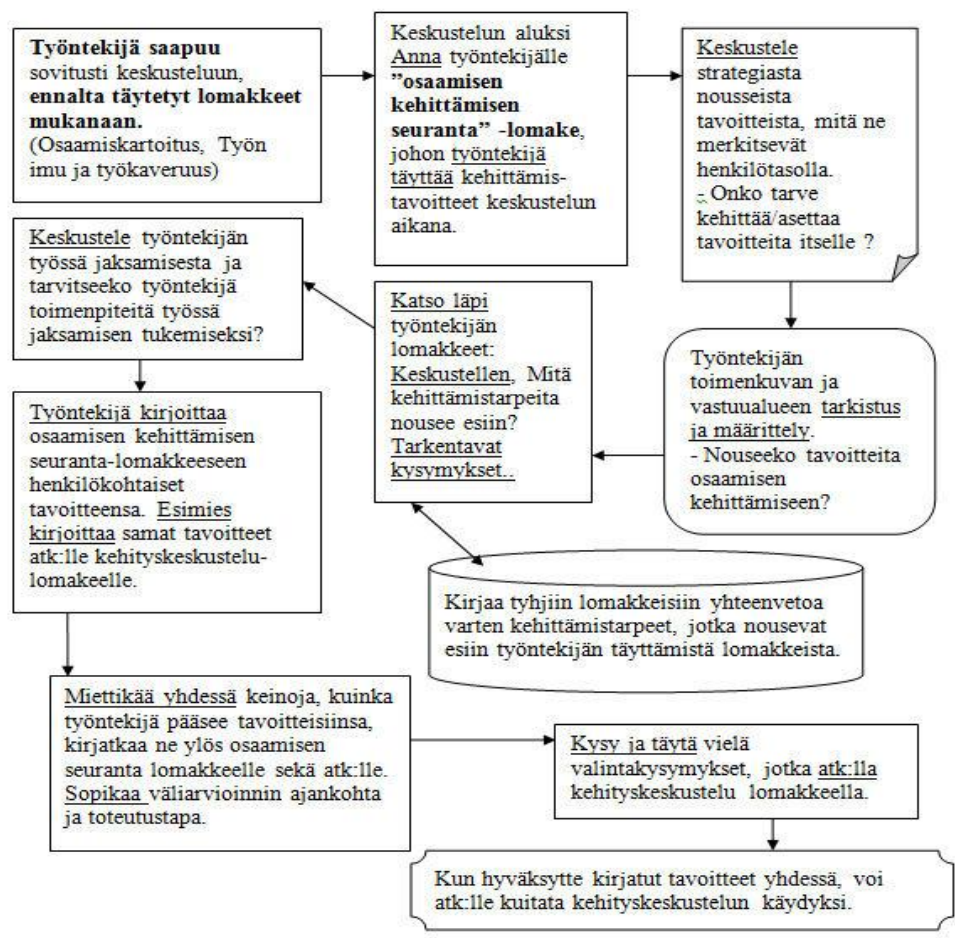 Työntekijä saapuu
sovitusti keskusteluun,
ennalta täytetyt lomakkeet
mukanaan.
(Osaamiskartoitus, Työn
imu ja työkaveruus)
Keskustelun aluksi
Anna työntekijälle
”osaamisen
kehittämisen
seuranta” -lomake,
johon työntekijä
täyttää kehittämis-
tavoitteet keskustelun
aikana.
Keskustele
strategiasta
nousseista
tavoitteista, mitä ne
merkitsevät
henkilötasolla.
- Onko tarve
kehittää/asettaa
tavoitteita itselle ?
Työntekijän
toimenkuvan ja
vastuualueen tarkistus
ja määrittely.
- Nouseeko tavoitteita
osaamisen
kehittämiseen?
Katso läpi
työntekijän
lomakkeet:
Keskustellen, Mitä
kehittämistarpeita
nousee esiin?
Tarkentavat
kysymykset..
Kirjaa tyhjiin lomakkeisiin yhteenvetoa
varten kehittämistarpeet, jotka nousevat
esiin työntekijän täyttämistä lomakkeista.
Keskustele työntekijän
työssä jaksamisesta ja
tarvitseeko työntekijä
toimenpiteitä työssä
jaksamisen tukemiseksi?
Työntekijä kirjoittaa
osaamisen kehittämisen
seuranta-lomakkeeseen
henkilökohtaiset
tavoitteensa. Esimies
kirjoittaa samat tavoitteet
atk:lle kehityskeskustelu-
lomakeelle.
Miettikää yhdessä keinoja, kuinka
työntekijä pääsee tavoitteisiinsa,
kirjatkaa ne ylös osaamisen
seuranta lomakkeelle sekä atk:lle.
Sopikaa väliarvioinnin ajankohta
ja toteutustapa.
Kysy ja täytä vielä
valintakysymykset, jotka atk:lla
kehityskeskustelu lomakkeella.
Kun hyväksytte kirjatut tavoitteet yhdessä, voi
atk:lle kuitata kehityskeskustelun käydyksi.